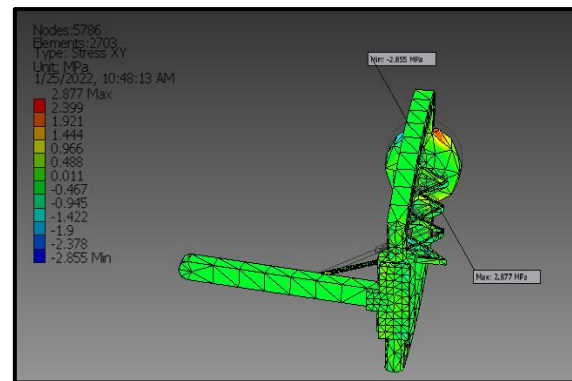 Nodes:5786
Elements:2703
Type: Stress XY
Unit: MPa
1/25/2022, 10:48:13 AM
2.877 Max
2.399
1.921
1.444
0.966
0.488
0.011
-0.467
-0.945
-1.422
-1.9
-2.378
-2.855 Min
Min: -2.855 MPa
Max: 2.877 MPa